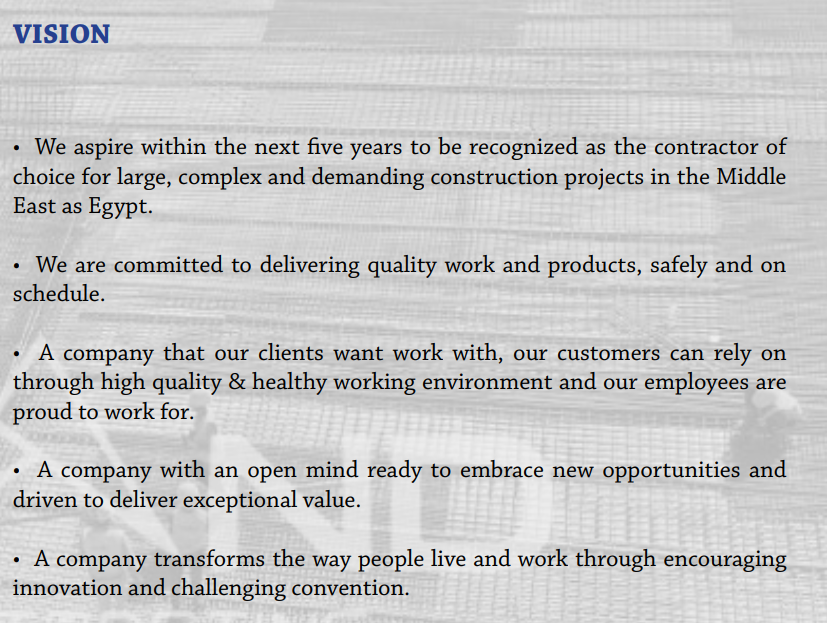 VISION
• We aspire within the next five years to be recognized as the contractor of
choice for large, complex and demanding construction projects in the Middle
East as Egypt.
• We are committed to delivering quality work and products, safely and on
schedule.
• A company that our clients want work with, our customers can rely on
through high quality & healthy working environment and our employees are
proud to work for.
• A company with an open mind ready to embrace new opportunities and
driven to deliver exceptional value.
• A company transforms the way people live and work through encouraging
innovation and challenging convention.